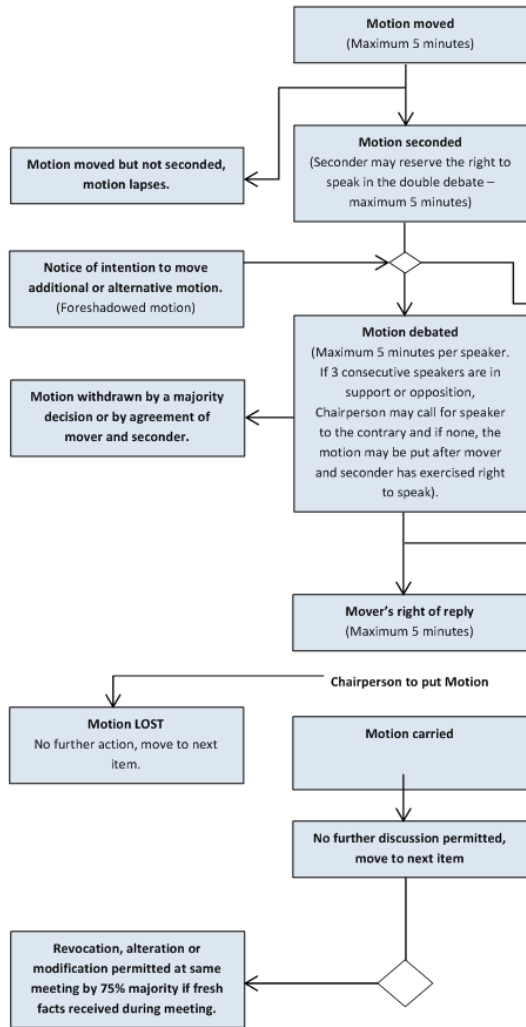 Motion moved
(Maximum 5 minutes)
Motion seconded
(Seconder may reserve the right to
speak in the double debate –
maximum 5 minutes)
Motion moved but not seconded,
motion lapses.
Notice of intention to move
additional or alternative motion.
(Foreshadowed motion)
Motion debated
(Maximum 5 minutes per speaker.
If 3 consecutive speakers are in
support or opposition,
Chairperson may call for speaker
to the contrary and if none, the
motion may be put after mover
and seconder has exercised right
to speak).
Motion withdrawn by a majority
decision or by agreement of
mover and seconder.
Mover's right of reply
(Maximum 5 minutes)
Chairperson to put Motion
Motion LOST
No further action, move to next
item.
Motion carried
No further discussion permitted,
move to next item
Revocation, alteration or
modification permitted at same
meeting by 75% majority if fresh
facts received during meeting.